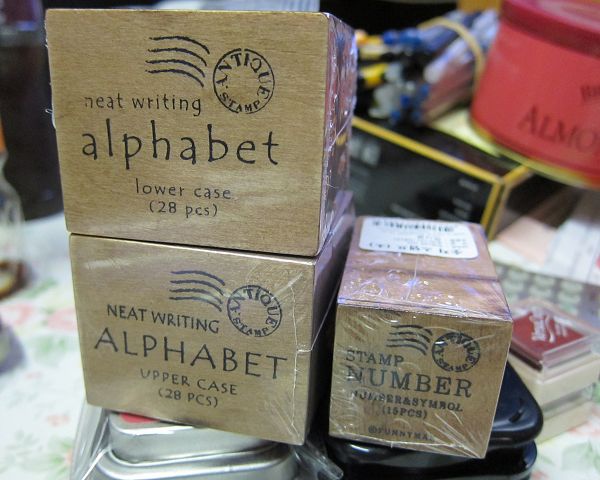 ANTIQUE
STAMP
neat writing
alphabet
lower case
(28 pcs)
ANTIQUE
STAMP
NEAT WRITING
ALPHABET
UPPER CASE
(28 PCS)
STAMP
NUMBER
NUMBER&SYMBOL
(15PCS)
ALMO